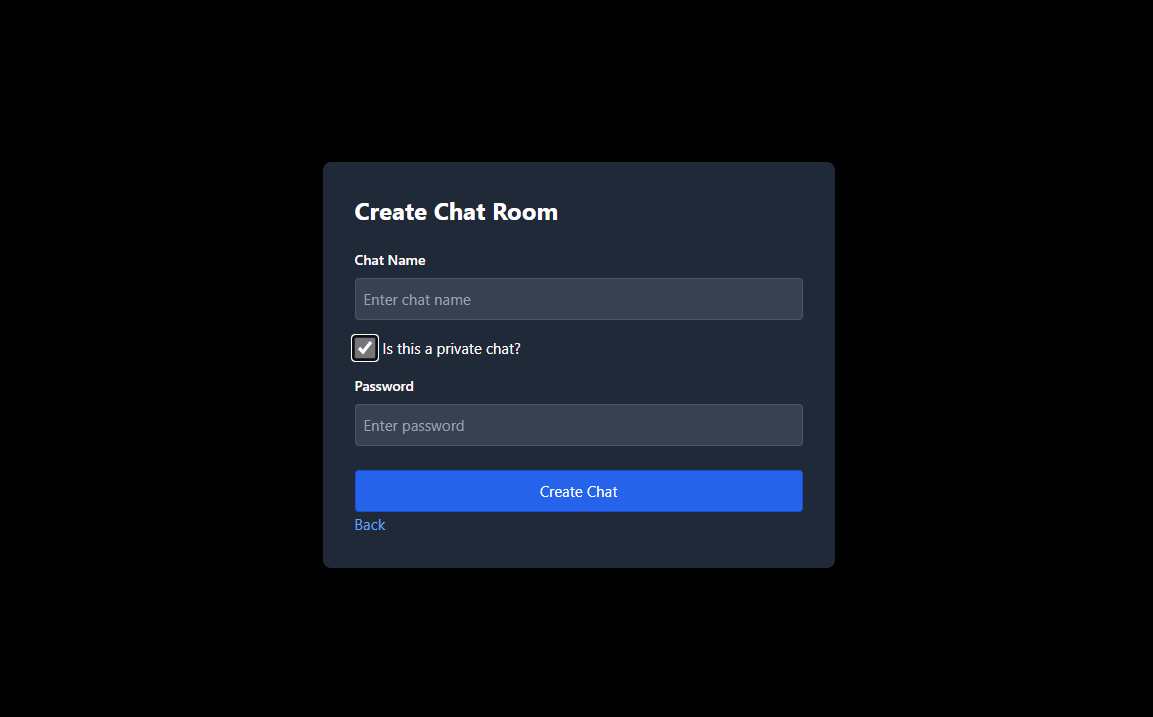 Create Chat Room
Chat Name
Enter chat name
Is this a private chat?
Password
Enter password
Create Chat
Back